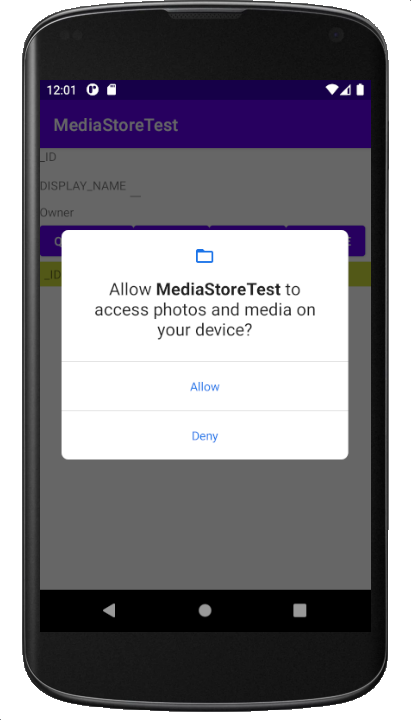 12:01
MediaStoreTest
_ID
DISPLAY_NAME
Owner
Allow MediaStoreTest to
access photos and media on
your device?
Allow
Deny
_ID